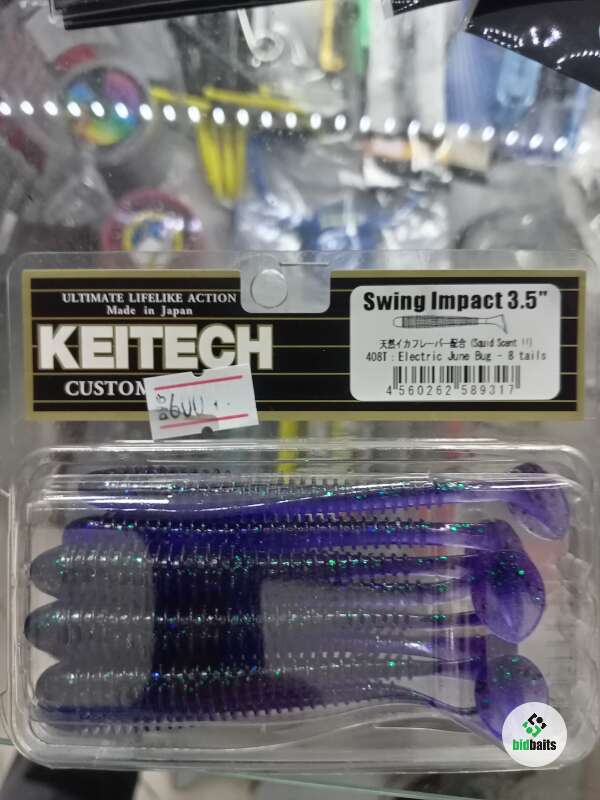 ULTIMATE LIFELIKE ACTION
Made in Japan
KEITECH
CUSTOM
Swing Impact 3.5"
天然イカフレーバー配合 (Squid Scent !!)
408T : Electric June Bug - 8 tails
4 560262 589317
bidbaits